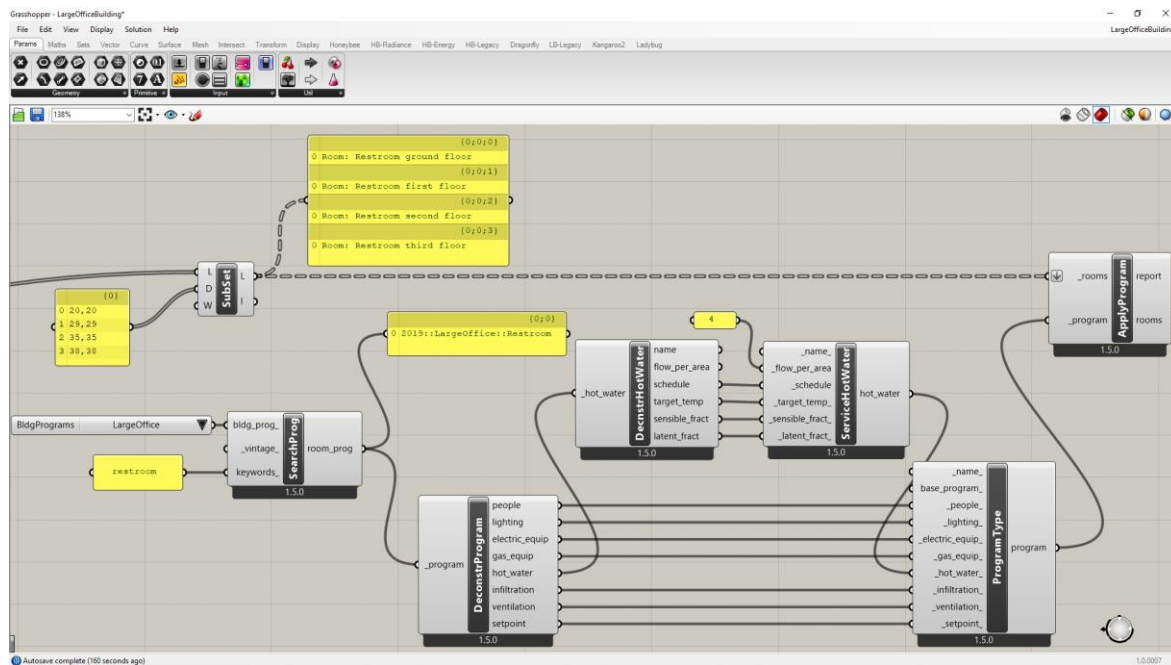 Grasshopper - LargeOfficeBuilding*
File Edit View Display Solution Help
LargeOfficeBuildin
Params Maths Sets Vector Curve Surface Mesh Intersect Transform Display Honeybee HB-Radiance HB-Energy HB-Legacy Dragonfly LB-Legacy Kangaroo2 Ladybug
Geometry Primitive Input Util
138%
{0;0;0}
0 Room: Restroom ground floor
{0;0;1}
0 Room: Restroom first floor
{0;0;2}
0 Room: Restroom second floor
{0;0;3}
0 Room: Restroom third floor
L
D
W
SubSet
L
I
{0}
0 20,20
1 29,29
2 35,35
3 38,38
_rooms
_program
ApplyProgram
report
rooms
1.5.0
{0;0}
0 2019::LargeOffice::Restroom
4
_hot_water
DecnstrHotWater
name
flow_per_area
schedule
target_temp
sensible_fract
latent_fract
1.5.0
_name_
_flow_per_area
_schedule
_target_temp_
_sensible_fract_
_latent_fract_
ServiceHotWater
hot_water
1.5.0
BldgPrograms LargeOffice
restroom
bldg_prog_
_vintage_
keywords_
SearchProg
room_prog
1.5.0
_program
DeconstrProgram
people
lighting
electric_equip
gas_equip
hot_water
infiltration
ventilation
setpoint
1.5.0
_name_
base_program_
_people_
_lighting_
_electric_equip_
_gas_equip_
_hot_water_
_infiltration_
_ventilation_
_setpoint_
ProgramType
program
1.5.0
Autosave complete (160 seconds ago)
1.0.0007